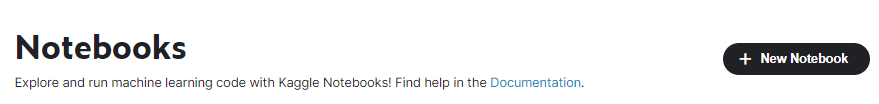 Notebooks
+ New Notebook
Explore and run machine learning code with Kaggle Notebooks! Find help in the Documentation.